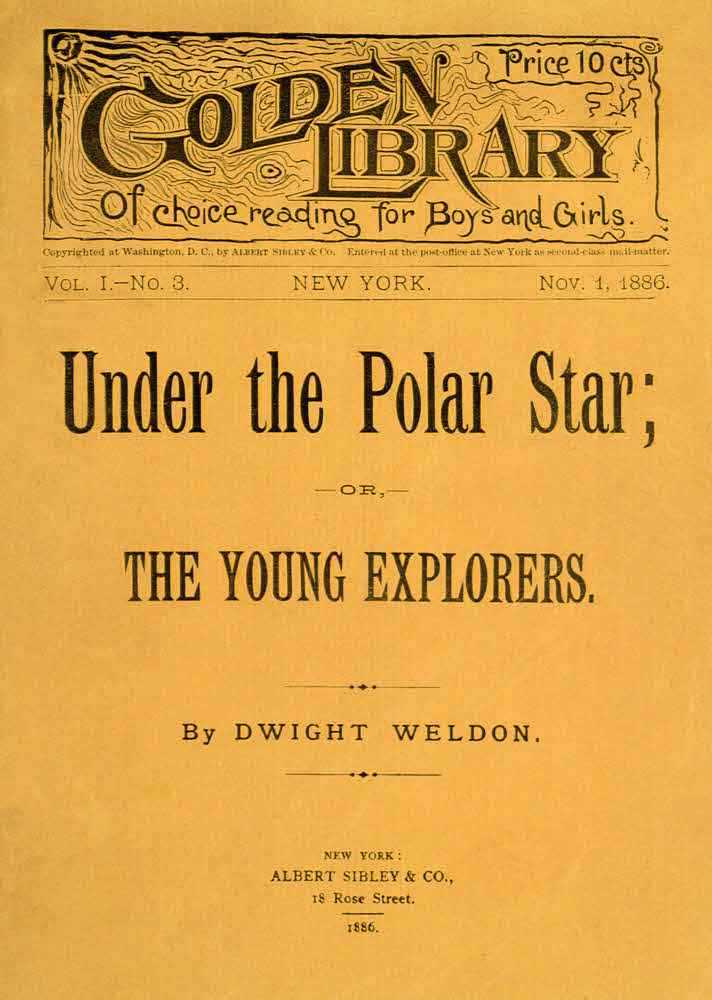 Price 10 cts
GOLDEN
LIBRARY
Of choice reading for Boys and Girls.
Copyrighted at Washington, D. C., by ALBERT SIBLEY & CO. Entered at the post-office at New York as second-class mail-matter.
VOL. I.—NO. 3. NEW YORK. NOV. 1, 1886.
Under the Polar Star;
—OR,—
THE YOUNG EXPLORERS.
By DWIGHT WELDON.
NEW YORK:
ALBERT SIBLEY & CO.,
18 Rose Street.
1886.